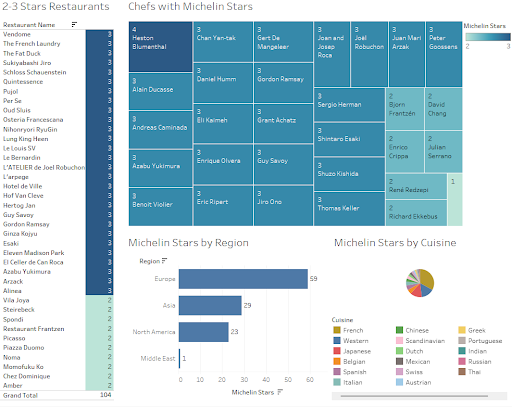 2-3 Stars Restaurants
Restaurant Name
Vendome 3
The French Laundry 3
The Fat Duck 3
Sukiyabashi Jiro 3
Schloss Schauenstein 3
Quintessence 3
Pujol 3
Per Se 3
Oud Sluis 3
Osteria Francescana 3
Nihonryori RyuGin 3
Lung King Heen 3
Le Louis SV 3
Le Bernardin 3
L'ATELIER de Joel Robuchon 3
L'arpege 3
Hotel de Ville 3
Hof Van Cleve 3
Hertog Jan 3
Guy Savoy 3
Gordon Ramsay 3
Ginza Kojyu 3
Esaki 3
Eleven Madison Park 3
El Celler de Can Roca 3
Azabu Yukimura 3
Arzack 3
Alinea 3
Vila Joya 2
Steirebeck 2
Spondi 2
Restaurant Frantzen 2
Picasso 2
Piazza Duomo 2
Noma 2
Momofuku Ko 2
Chez Dominique 2
Amber 2
Grand Total 104
Chefs with Michelin Stars
4
Heston
Blumenthal
3
Alain Ducasse
3
Andreas Caminada
3
Azabu Yukimura
3
Benoit Violier
3
Chan Yan-tak
3
Daniel Humm
3
Eli Kaimeh
3
Enrique Olvera
3
Eric Ripert
3
Gert De
Mangeleer
3
Gordon Ramsay
3
Grant Achatz
3
Guy Savoy
3
Jiro Ono
3
Joan and
Josep
Roca
3
Joël
Robuchon
3
Juan Mari
Arzak
3
Peter
Goossens
3
Sergio Herman
3
Shintaro Esaki
3
Shuzo Kishida
3
Thomas Keller
2
Bjorn
Frantzén
2
David
Chang
2
Enrico
Crippa
2
Julian
Serrano
2
René Redzepi
2
Richard Ekkebus
1
Michelin Stars
2 3
Michelin Stars by Region
Region
Europe 59
Asia 29
North America 23
Middle East 1
0 10 20 30 40 50 60
Michelin Stars
Michelin Stars by Cuisine
Cuisine
French
Western
Japanese
Belgian
Spanish
Italian
Chinese
Scandinavian
Dutch
Mexican
Swiss
Austrian
Greek
Portuguese
Indian
Russian
Thai